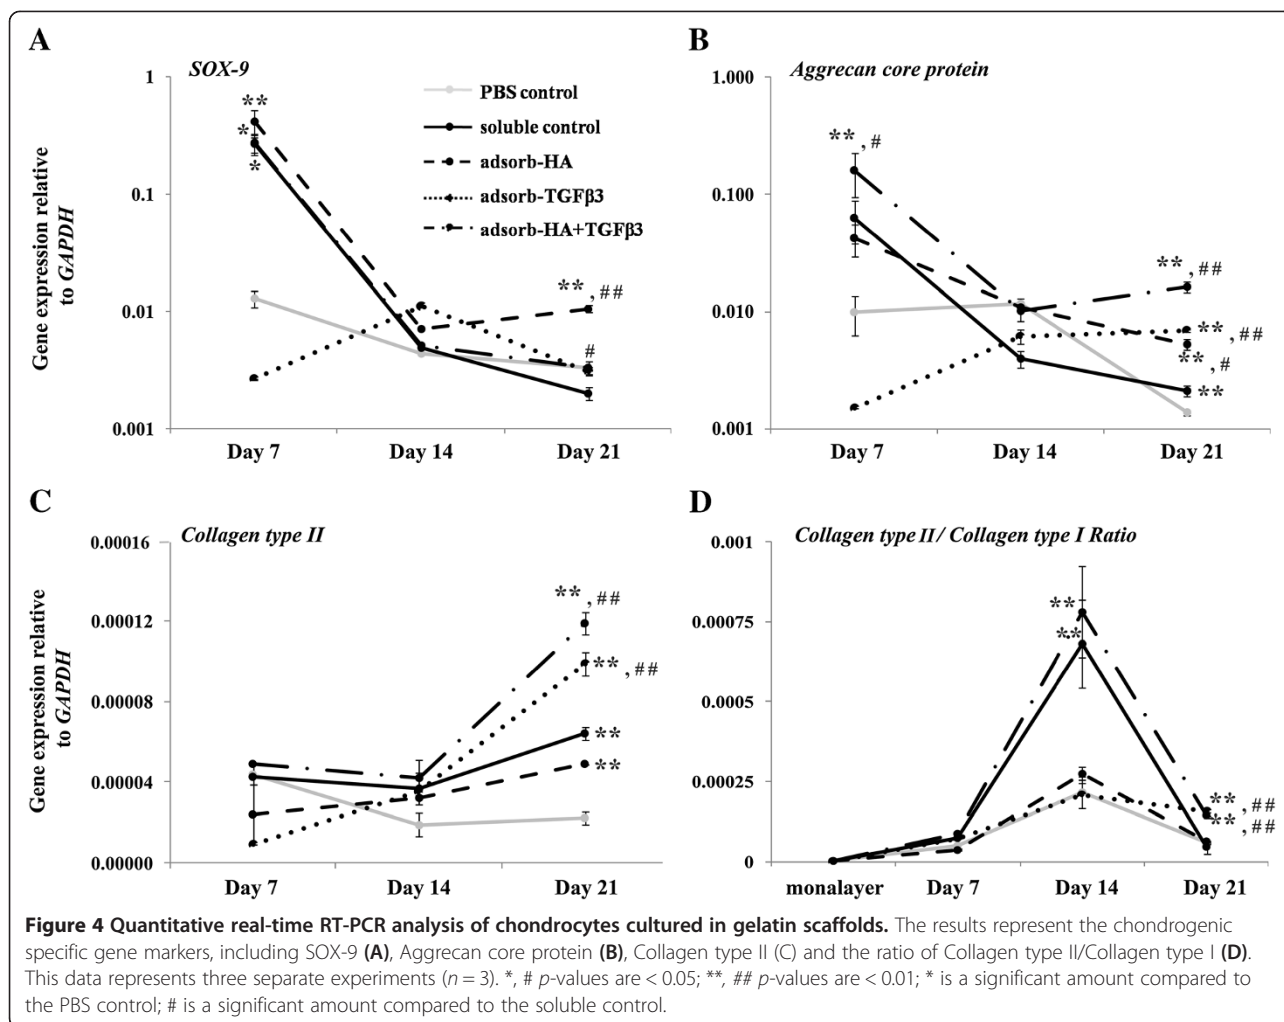 A
SOX-9
Gene expression relative
to GAPDH
1
0.1
0.01
0.001
**
*
*
**, ##
#
PBS control
soluble control
adsorb-HA
adsorb-TGFβ3
adsorb-HA+TGFβ3
Day 7 Day 14 Day 21
B
Aggrecan core protein
1.000
0.100
0.010
0.001
**, #
**, ##
**, ##
**, #
**
Day 7 Day 14 Day 21
C
Collagen type II
Gene expression relative
to GAPDH
0.00016
0.00012
0.00008
0.00004
0.00000
**, ##
**, ##
**
**
Day 7 Day 14 Day 21
D
Collagen type II/ Collagen type I Ratio
0.001
0.00075
0.0005
0.00025
0
**
**
**, ##
**, ##
monalayer Day 7 Day 14 Day 21
Figure 4 Quantitative real-time RT-PCR analysis of chondrocytes cultured in gelatin scaffolds. The results represent the chondrogenic
specific gene markers, including SOX-9 (A), Aggrecan core protein (B), Collagen type II (C) and the ratio of Collagen type II/Collagen type I (D).
This data represents three separate experiments (n = 3). *, # p-values are < 0.05; **, ## p-values are < 0.01; * is a significant amount compared to
the PBS control; # is a significant amount compared to the soluble control.